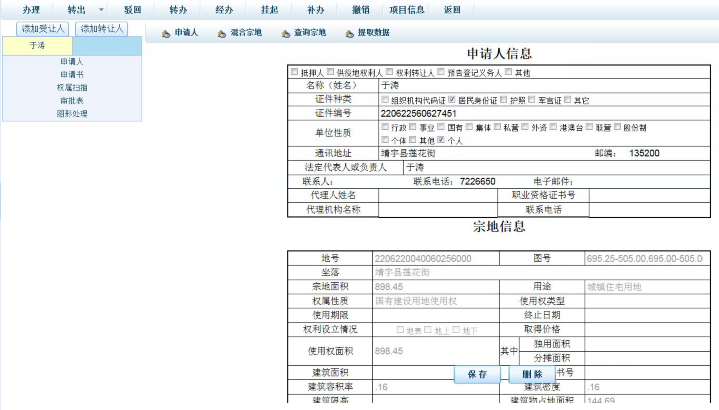 办理 转出 驳回 转办 经办 挂起 补办 撤销 项目信息 返回
添加受让人 添加转让人
申请人 混合宗地 查询宗地 提取数据
于涛
申请人
申请书
权属扫描
审批表
图形处理
申请人信息
抵押人 供役地权利人 权利转让人 预告登记义务人 其他
名称（姓名） 于涛
证件种类 组织机构代码证 居民身份证 护照 军官证 其它
证件编号 220622560627451
单位性质 行政 事业 国有 集体 私营 外资 港澳台 联营 股份制
个体 其他 个人
通讯地址 靖宇县莲花街 邮编： 135200
法定代表人或负责人 于涛
联系人： 联系电话： 7226650 电子邮件：
代理人姓名 职业资格证书号
代理机构名称 联系电话
宗地信息
地号 2206220040060256000 图号 695.25-505.00,695.00-505.0
坐落 靖宇县莲花街
宗地面积 898.45 用途 城镇住宅用地
权属性质 国有建设用地使用权 使用权类型
使用期限 终止日期
权利设立情况 地表 地上 地下 取得价格
使用权面积 898.45 其中 独用面积
分摊面积
建筑面积 保存 删除 书号
建筑容积率 .16 建筑密度 .16
建筑限高 建筑物占地面积 144.69